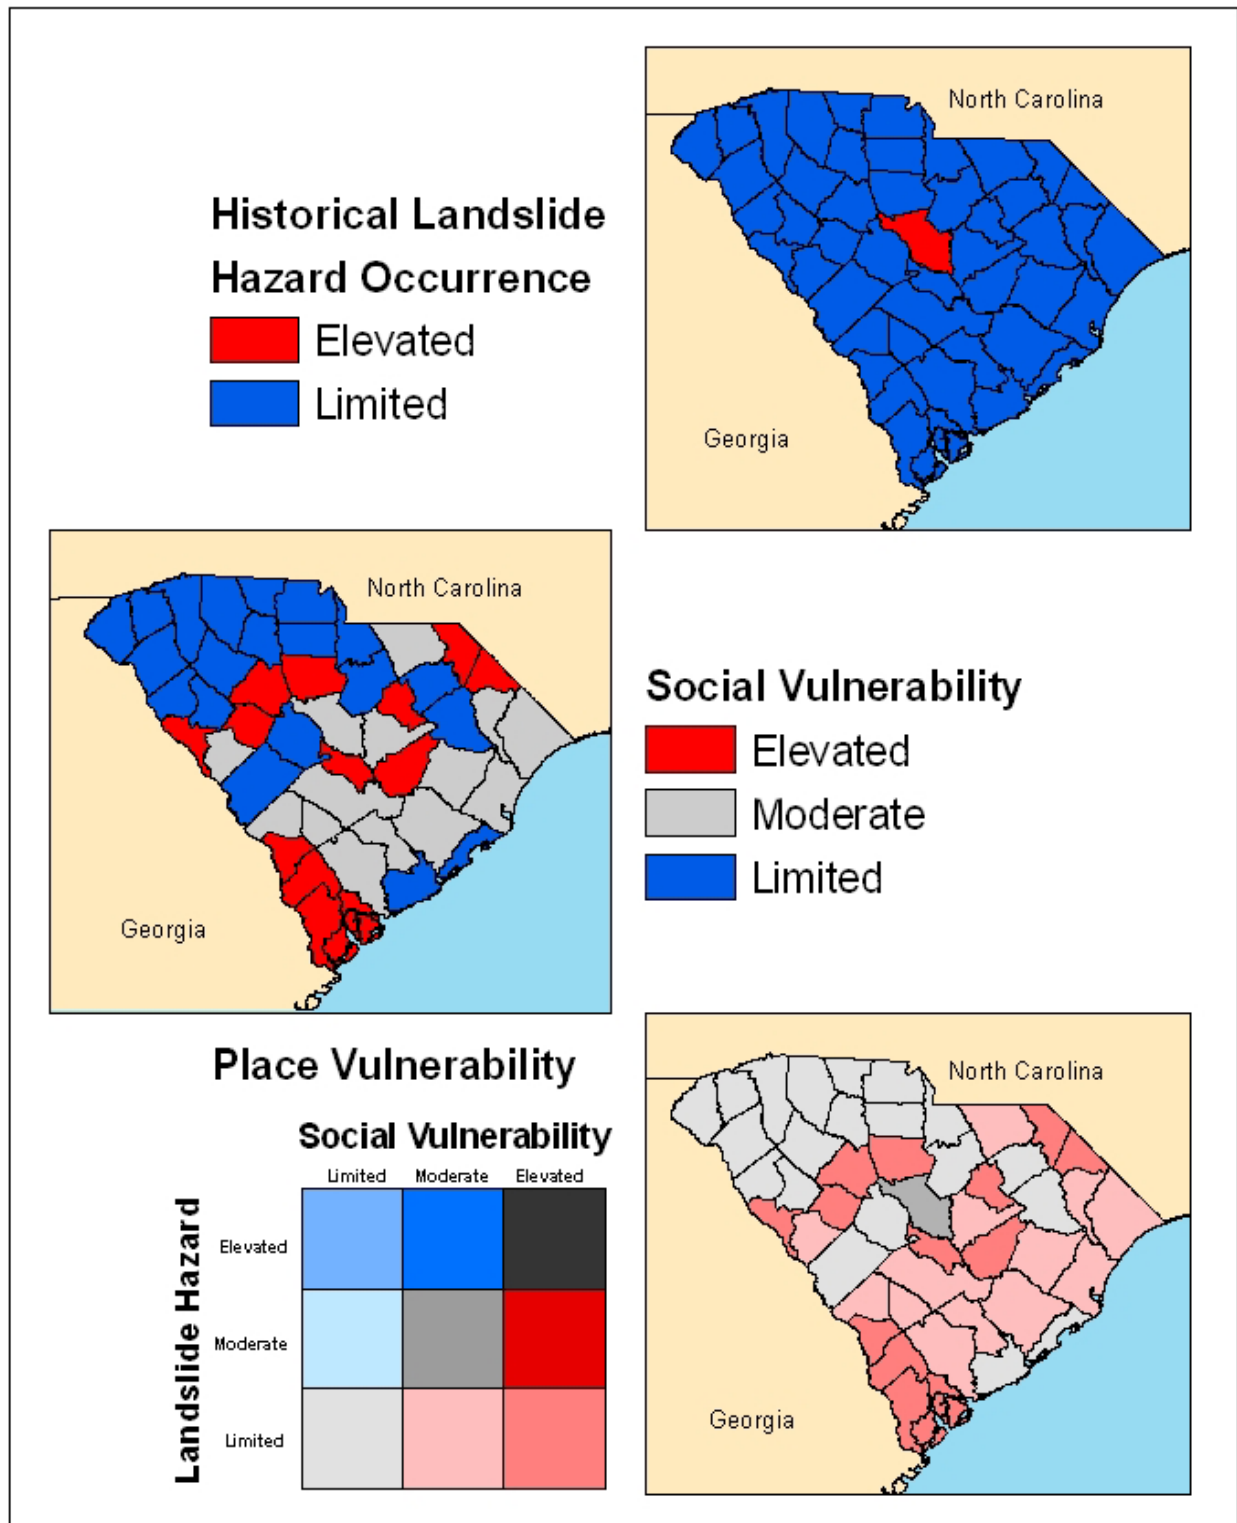 North Carolina
Historical Landslide
Hazard Occurrence
Elevated
Limited
Georgia
North Carolina
Georgia
Social Vulnerability
Elevated
Moderate
Limited
Place Vulnerability
Social Vulnerability
Limited Moderate Elevated
Landslide Hazard
Elevated
Moderate
Limited
North Carolina
Georgia